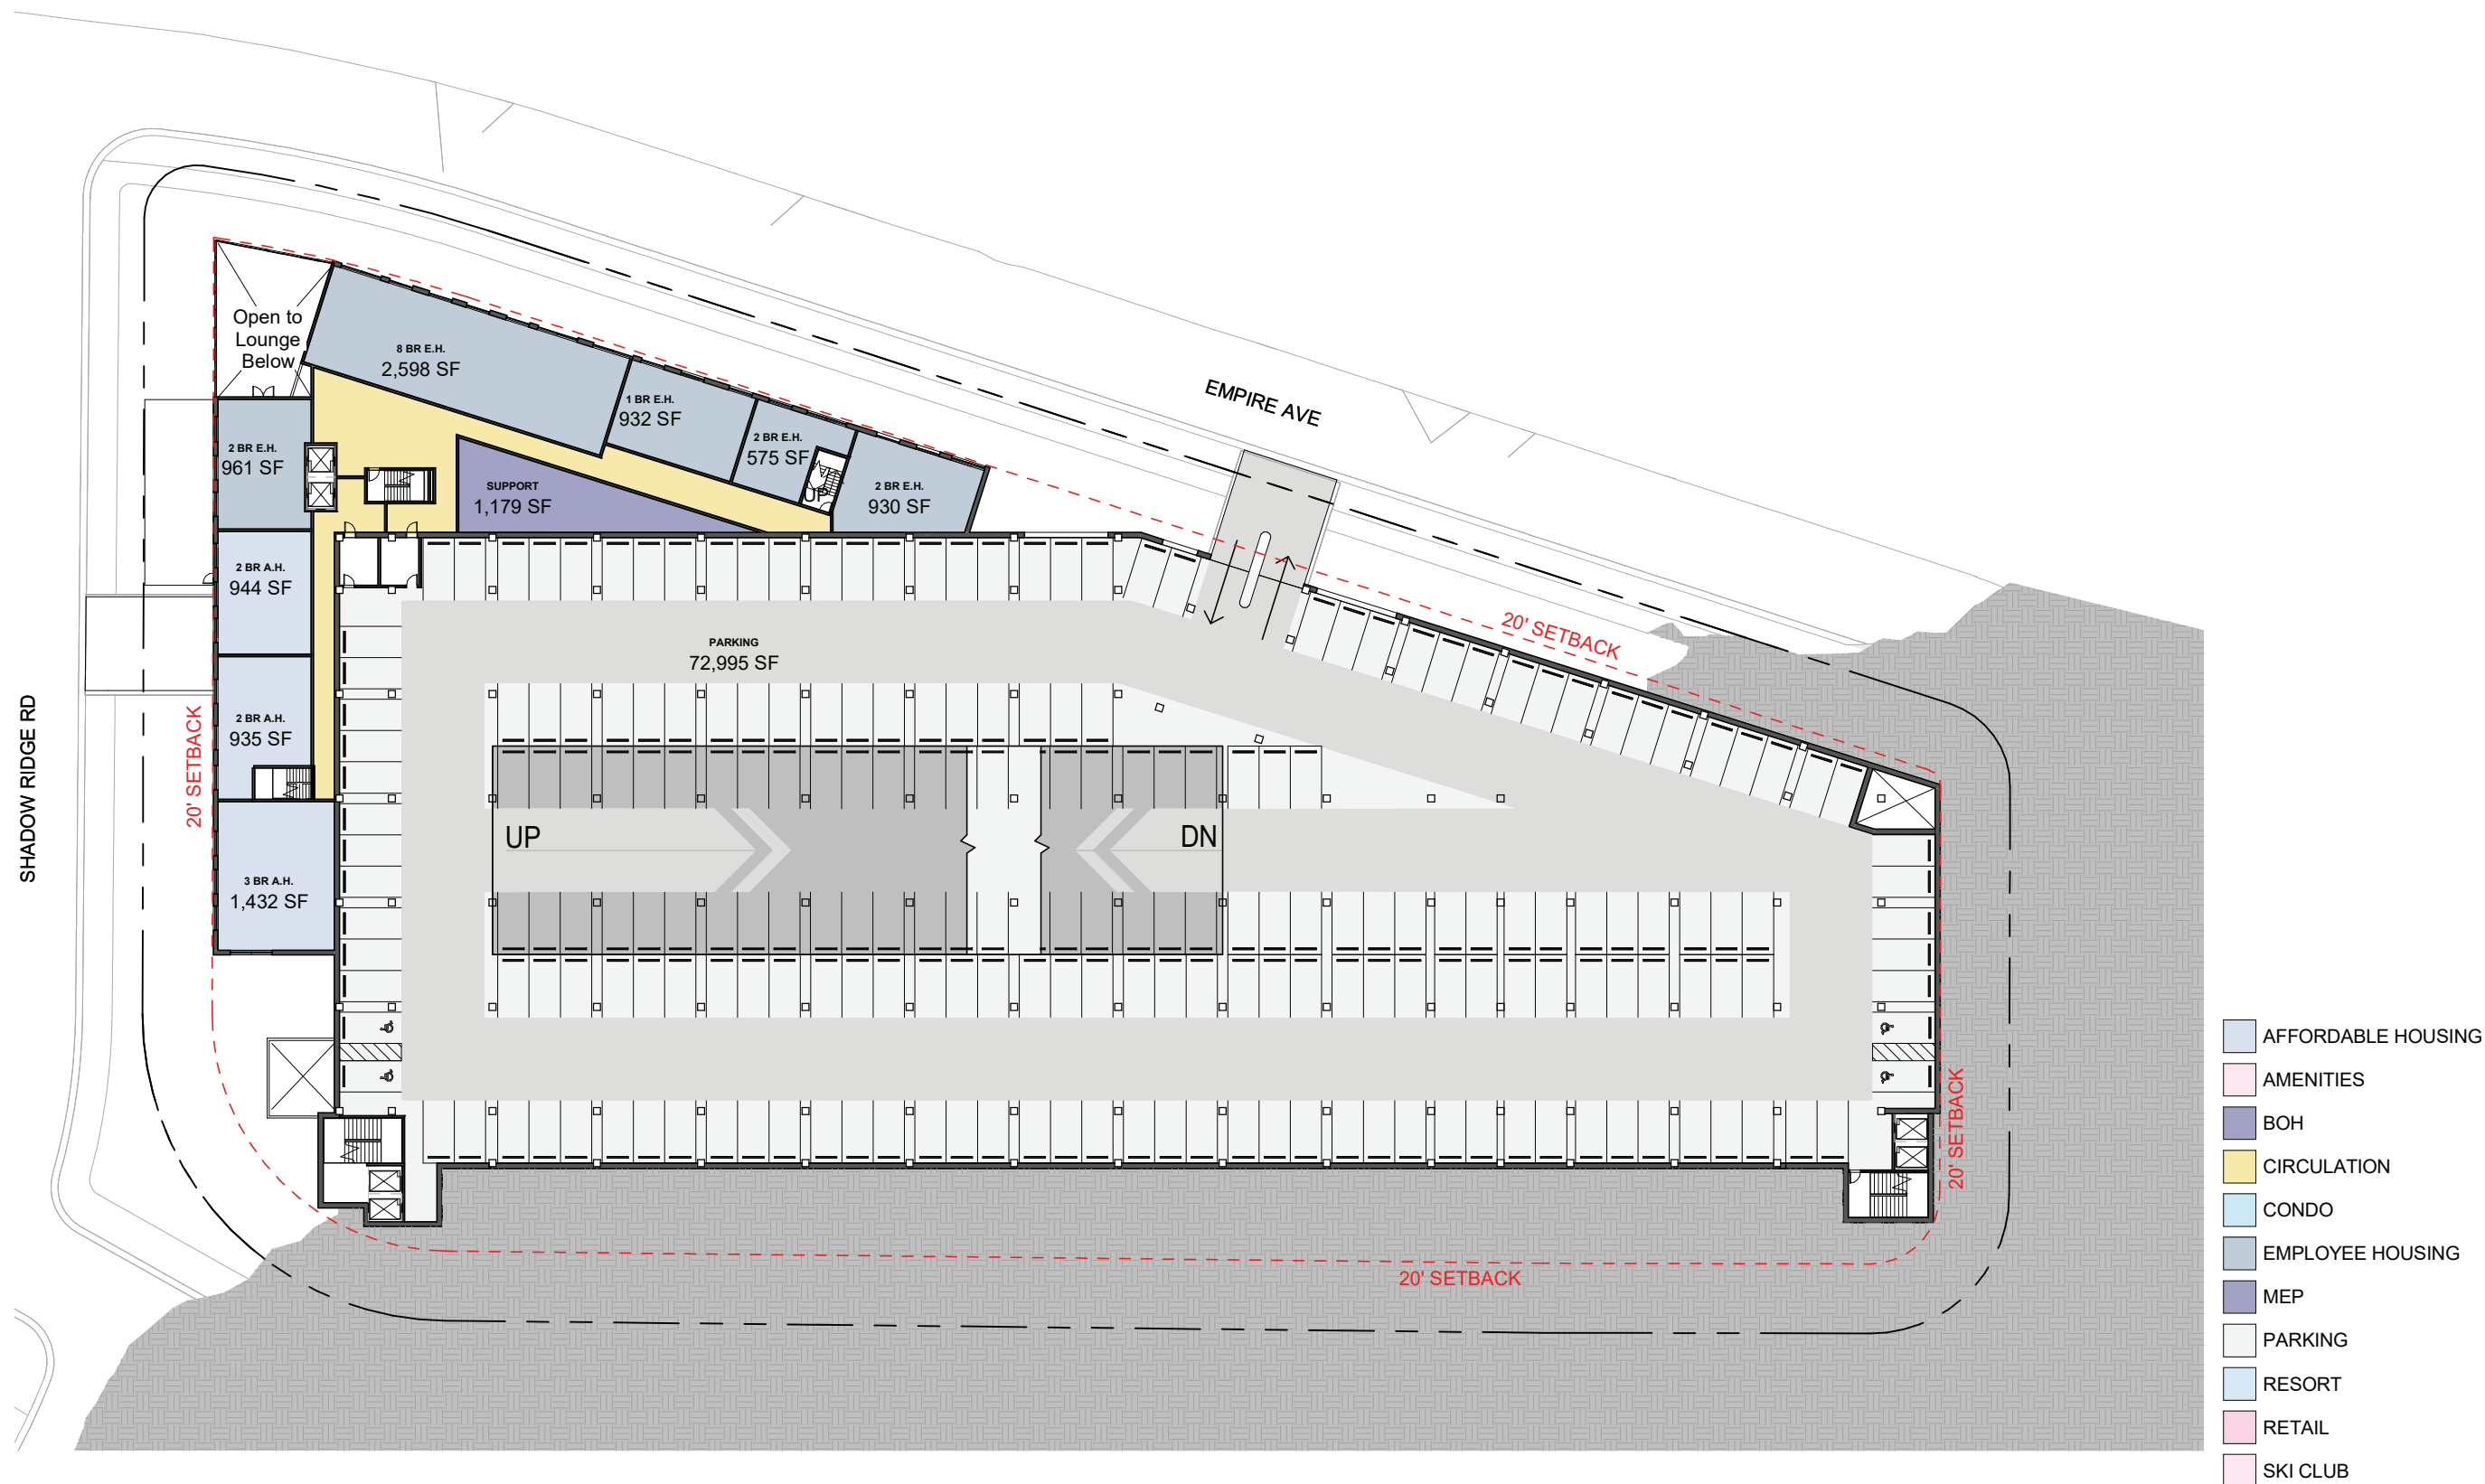 EMPIRE AVE
Open to
Lounge
Below
8 BR E.H.
2,598 SF
1 BR E.H.
932 SF
2 BR E.H.
575 SF
UP
2 BR E.H.
930 SF
2 BR E.H.
961 SF
SUPPORT
1,179 SF
2 BR A.H.
944 SF
2 BR A.H.
935 SF
3 BR A.H.
1,432 SF
PARKING
72,995 SF
20' SETBACK
20' SETBACK
SHADOW RIDGE RD
UP
DN
20' SETBACK
20' SETBACK
AFFORDABLE HOUSING
AMENITIES
BOH
CIRCULATION
CONDO
EMPLOYEE HOUSING
MEP
PARKING
RESORT
RETAIL
SKI CLUB